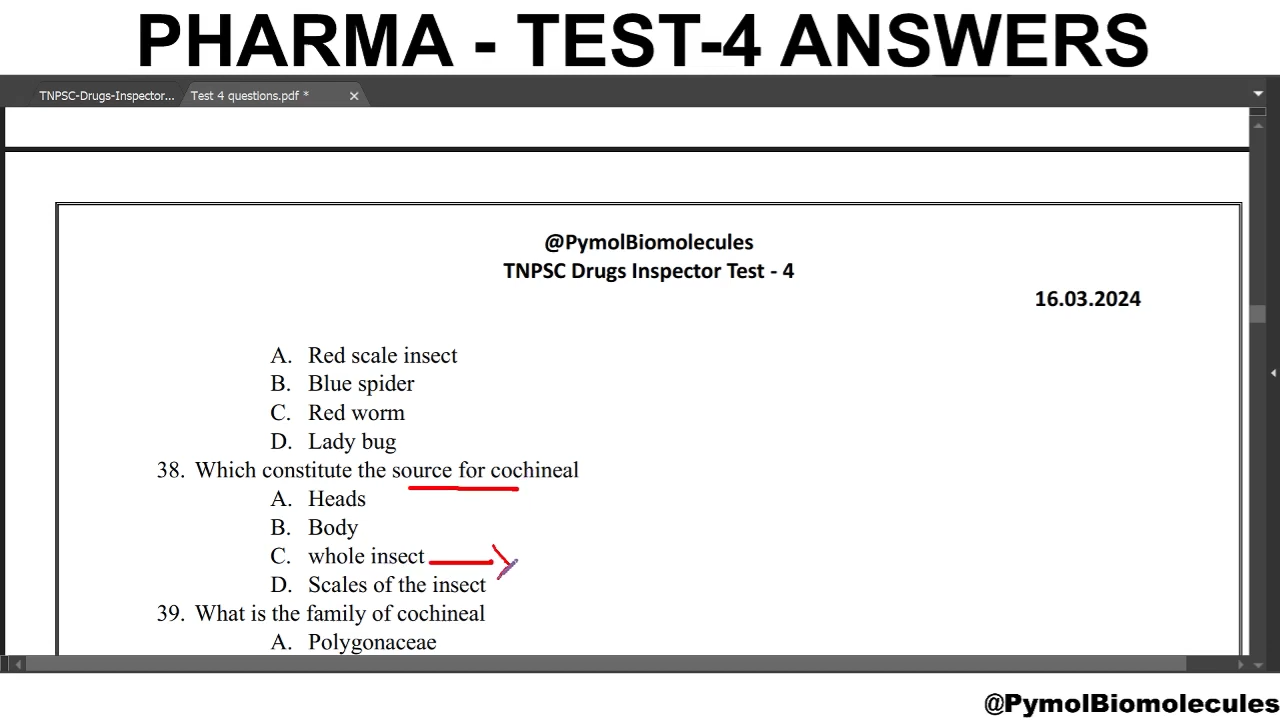 PHARMA - TEST-4 ANSWERS
TNPSC-Drugs-Inspector... Test 4 questions.pdf *
@PymolBiomolecules
TNPSC Drugs Inspector Test - 4
16.03.2024
A. Red scale insect
B. Blue spider
C. Red worm
D. Lady bug
38. Which constitute the source for cochineal
A. Heads
B. Body
C. whole insect
D. Scales of the insect
39. What is the family of cochineal
A. Polygonaceae
@PymolBiomolecules